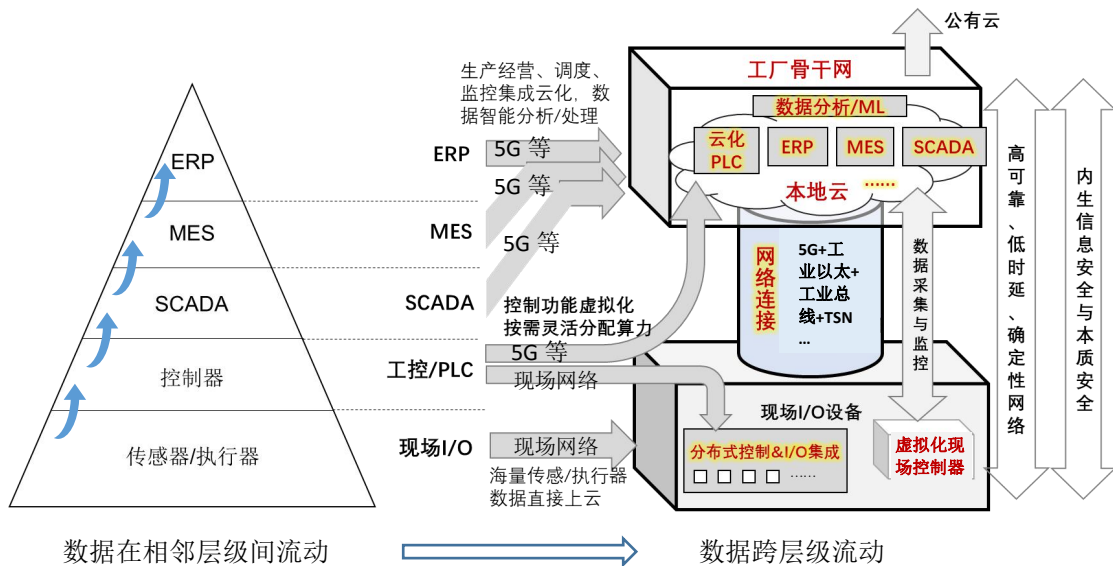 公有云
工厂骨干网
数据分析/ML
云化
PLC
ERP
MES
SCADA
本地云
……
生产经营、调度、
监控集成云化，数
据智能分析/处理
ERP
5G 等
5G 等
MES
5G 等
SCADA
控制功能虚拟化
按需灵活分配算力
5G 等
工控/PLC
现场网络
现场I/O
现场网络
海量传感/执行器
数据直接上云
ERP
MES
SCADA
控制器
传感器/执行器
网络连接
5G+工
业以太+
工业总
线+TSN
...
数据采集与监控
高可靠、低时延、确定性网络
内生信息安全与本质安全
现场I/O设备
分布式控制&I/O集成
……
虚拟化现
场控制器
数据在相邻层级间流动
数据跨层级流动